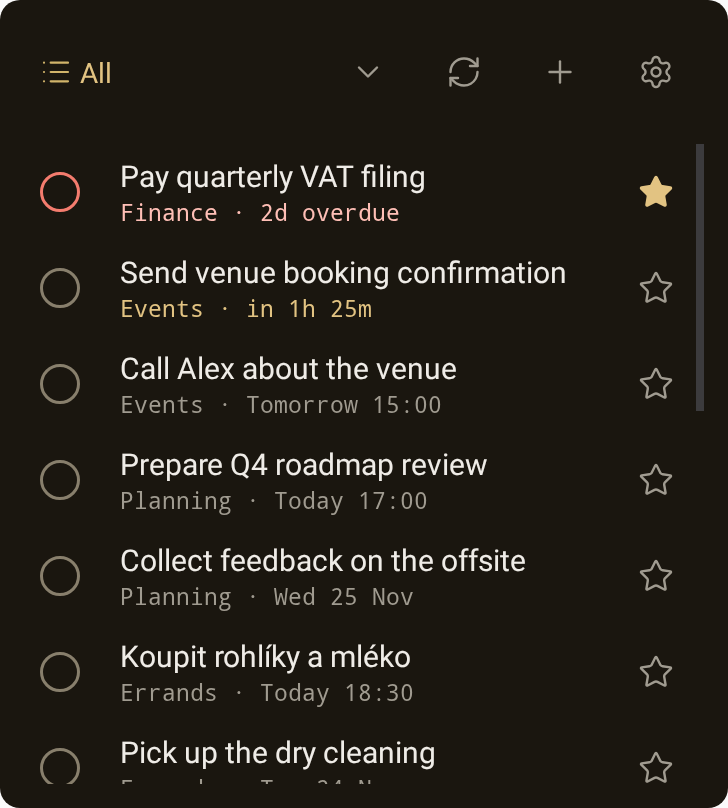 All
Pay quarterly VAT filing
Finance · 2d overdue
Send venue booking confirmation
Events · in 1h 25m
Call Alex about the venue
Events · Tomorrow 15:00
Prepare Q4 roadmap review
Planning · Today 17:00
Collect feedback on the offsite
Planning · Wed 25 Nov
Koupit rohlíky a mléko
Errands · Today 18:30
Pick up the dry cleaning